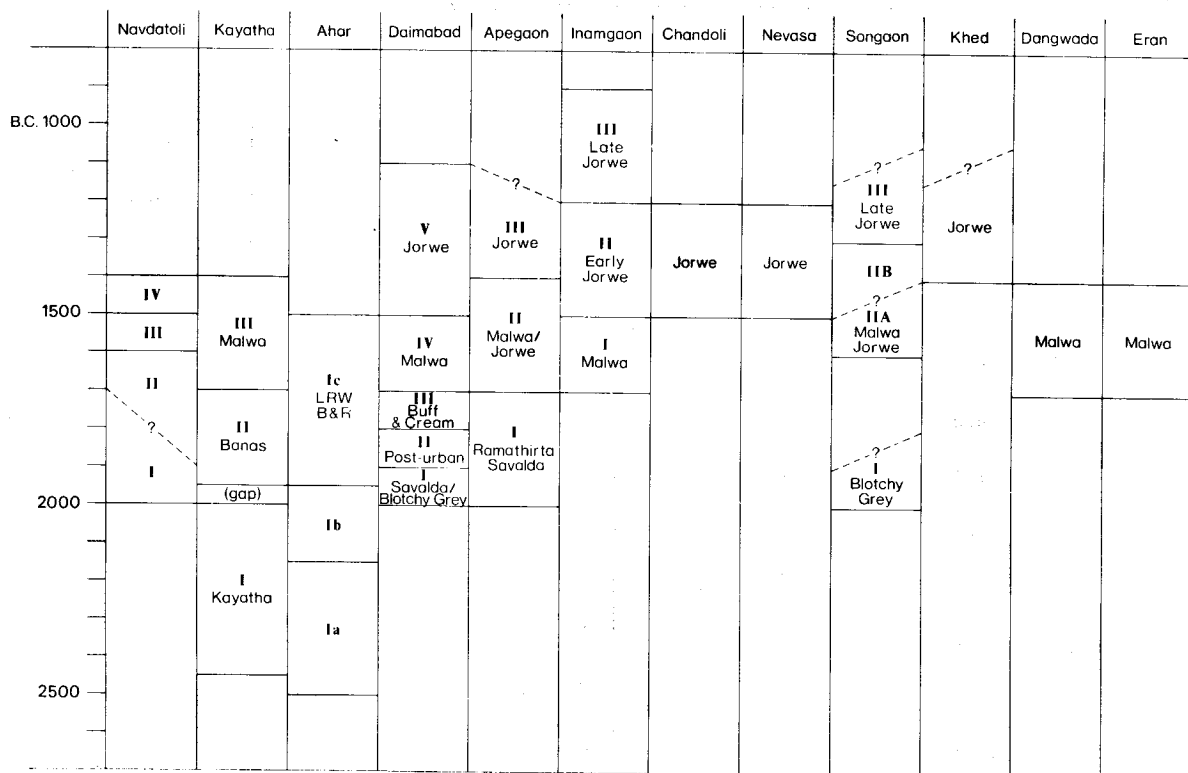 Navdatoli Kayatha Ahar Daimabad Apegaon Inamgaon Chandoli Nevasa Songaon Khed Dangwada Eran
B.C. 1000
1500
2000
2500
IV
III
II
?
I
III
Malwa
II
Banas
(gap)
I
Kayatha
Ic
LRW
B&R
Ib
Ia
V
Jorwe
IV
Malwa
III
Buff
& Cream
II
Post-urban
I
Savalda/
Blotchy Grey
?
III
Jorwe
II
Malwa/
Jorwe
I
Ramathirta
Savalda
III
Late
Jorwe
II
Early
Jorwe
I
Malwa
Jorwe
Jorwe
?
III
Late
Jorwe
IIB
?
IIA
Malwa
Jorwe
?
I
Blotchy
Grey
?
Jorwe
Malwa
Malwa